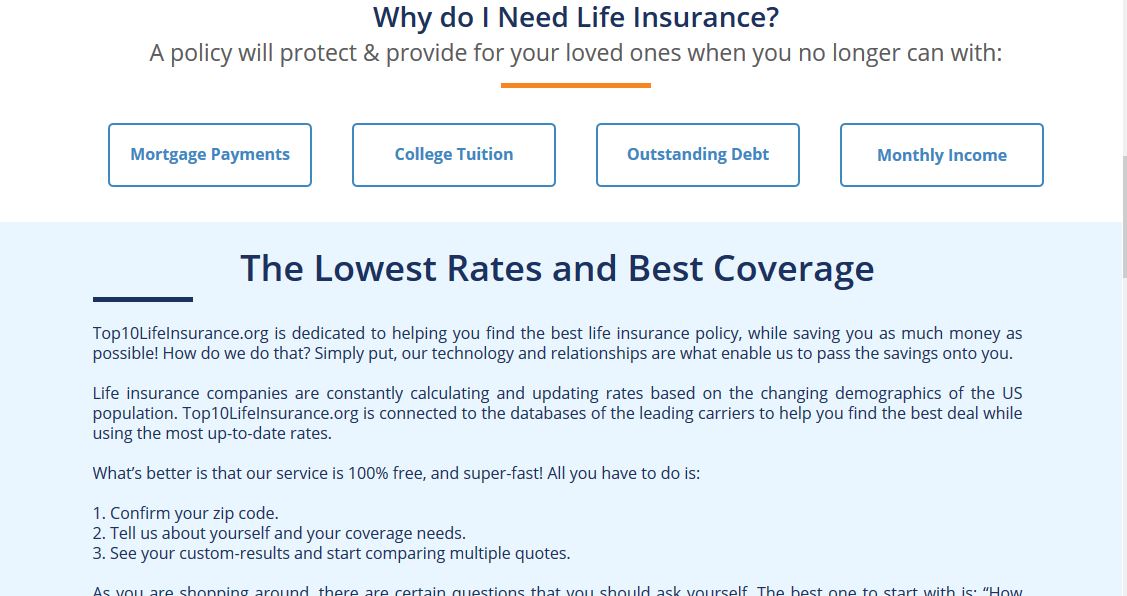 Why do I Need Life Insurance?
A policy will protect & provide for your loved ones when you no longer can with:
Mortgage Payments
College Tuition
Outstanding Debt
Monthly Income
The Lowest Rates and Best Coverage
Top10LifeInsurance.org is dedicated to helping you find the best life insurance policy, while saving you as much money as
possible! How do we do that? Simply put, our technology and relationships are what enable us to pass the savings onto you.
Life insurance companies are constantly calculating and updating rates based on the changing demographics of the US
population. Top10LifeInsurance.org is connected to the databases of the leading carriers to help you find the best deal while
using the most up-to-date rates.
What’s better is that our service is 100% free, and super-fast! All you have to do is:
1. Confirm your zip code.
2. Tell us about yourself and your coverage needs.
3. See your custom-results and start comparing multiple quotes.
As you are shopping around, there are certain questions that you should ask yourself. The best one to start with is: “How